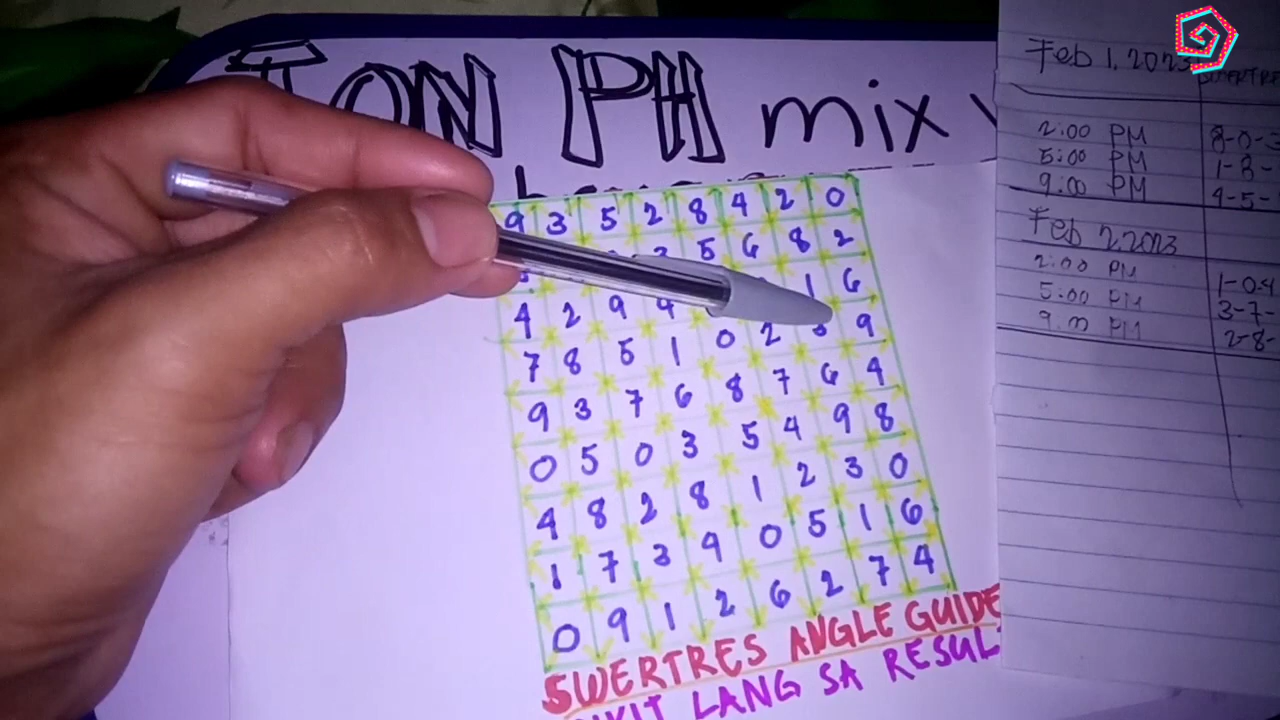 JON PH mix
9 3 5 2 8 4 2 0
3 5 6 8 2
1 6
4 2 9 4
7 8 5 1 0 2 3 9
9 3 7 6 8 7 6 4
0 5 0 3 5 4 9 8
4 8 2 8 1 2 3 0
1 7 3 9 0 5 1 6
0 9 1 2 6 2 7 4
SWERTRES ANGLE GUIDE
LANG SA RESUL
Feb 1, 2023
2:00 PM 8-0-3
5:00 PM 1-8-
9:00 PM 4-5-
Feb 2, 2023
2:00 PM 1-0-4
5:00 PM 3-7-
9:00 PM 2-8-